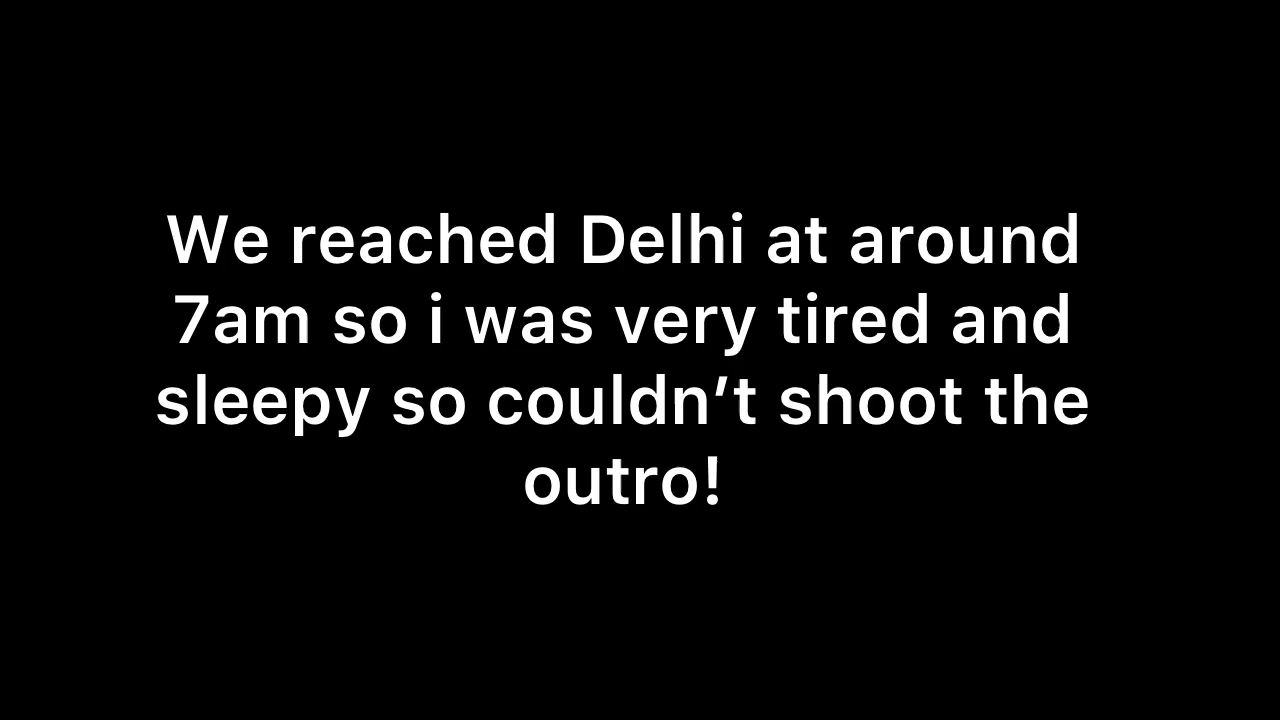 We reached Delhi at around
7am so i was very tired and
sleepy so couldn’t shoot the
outro!